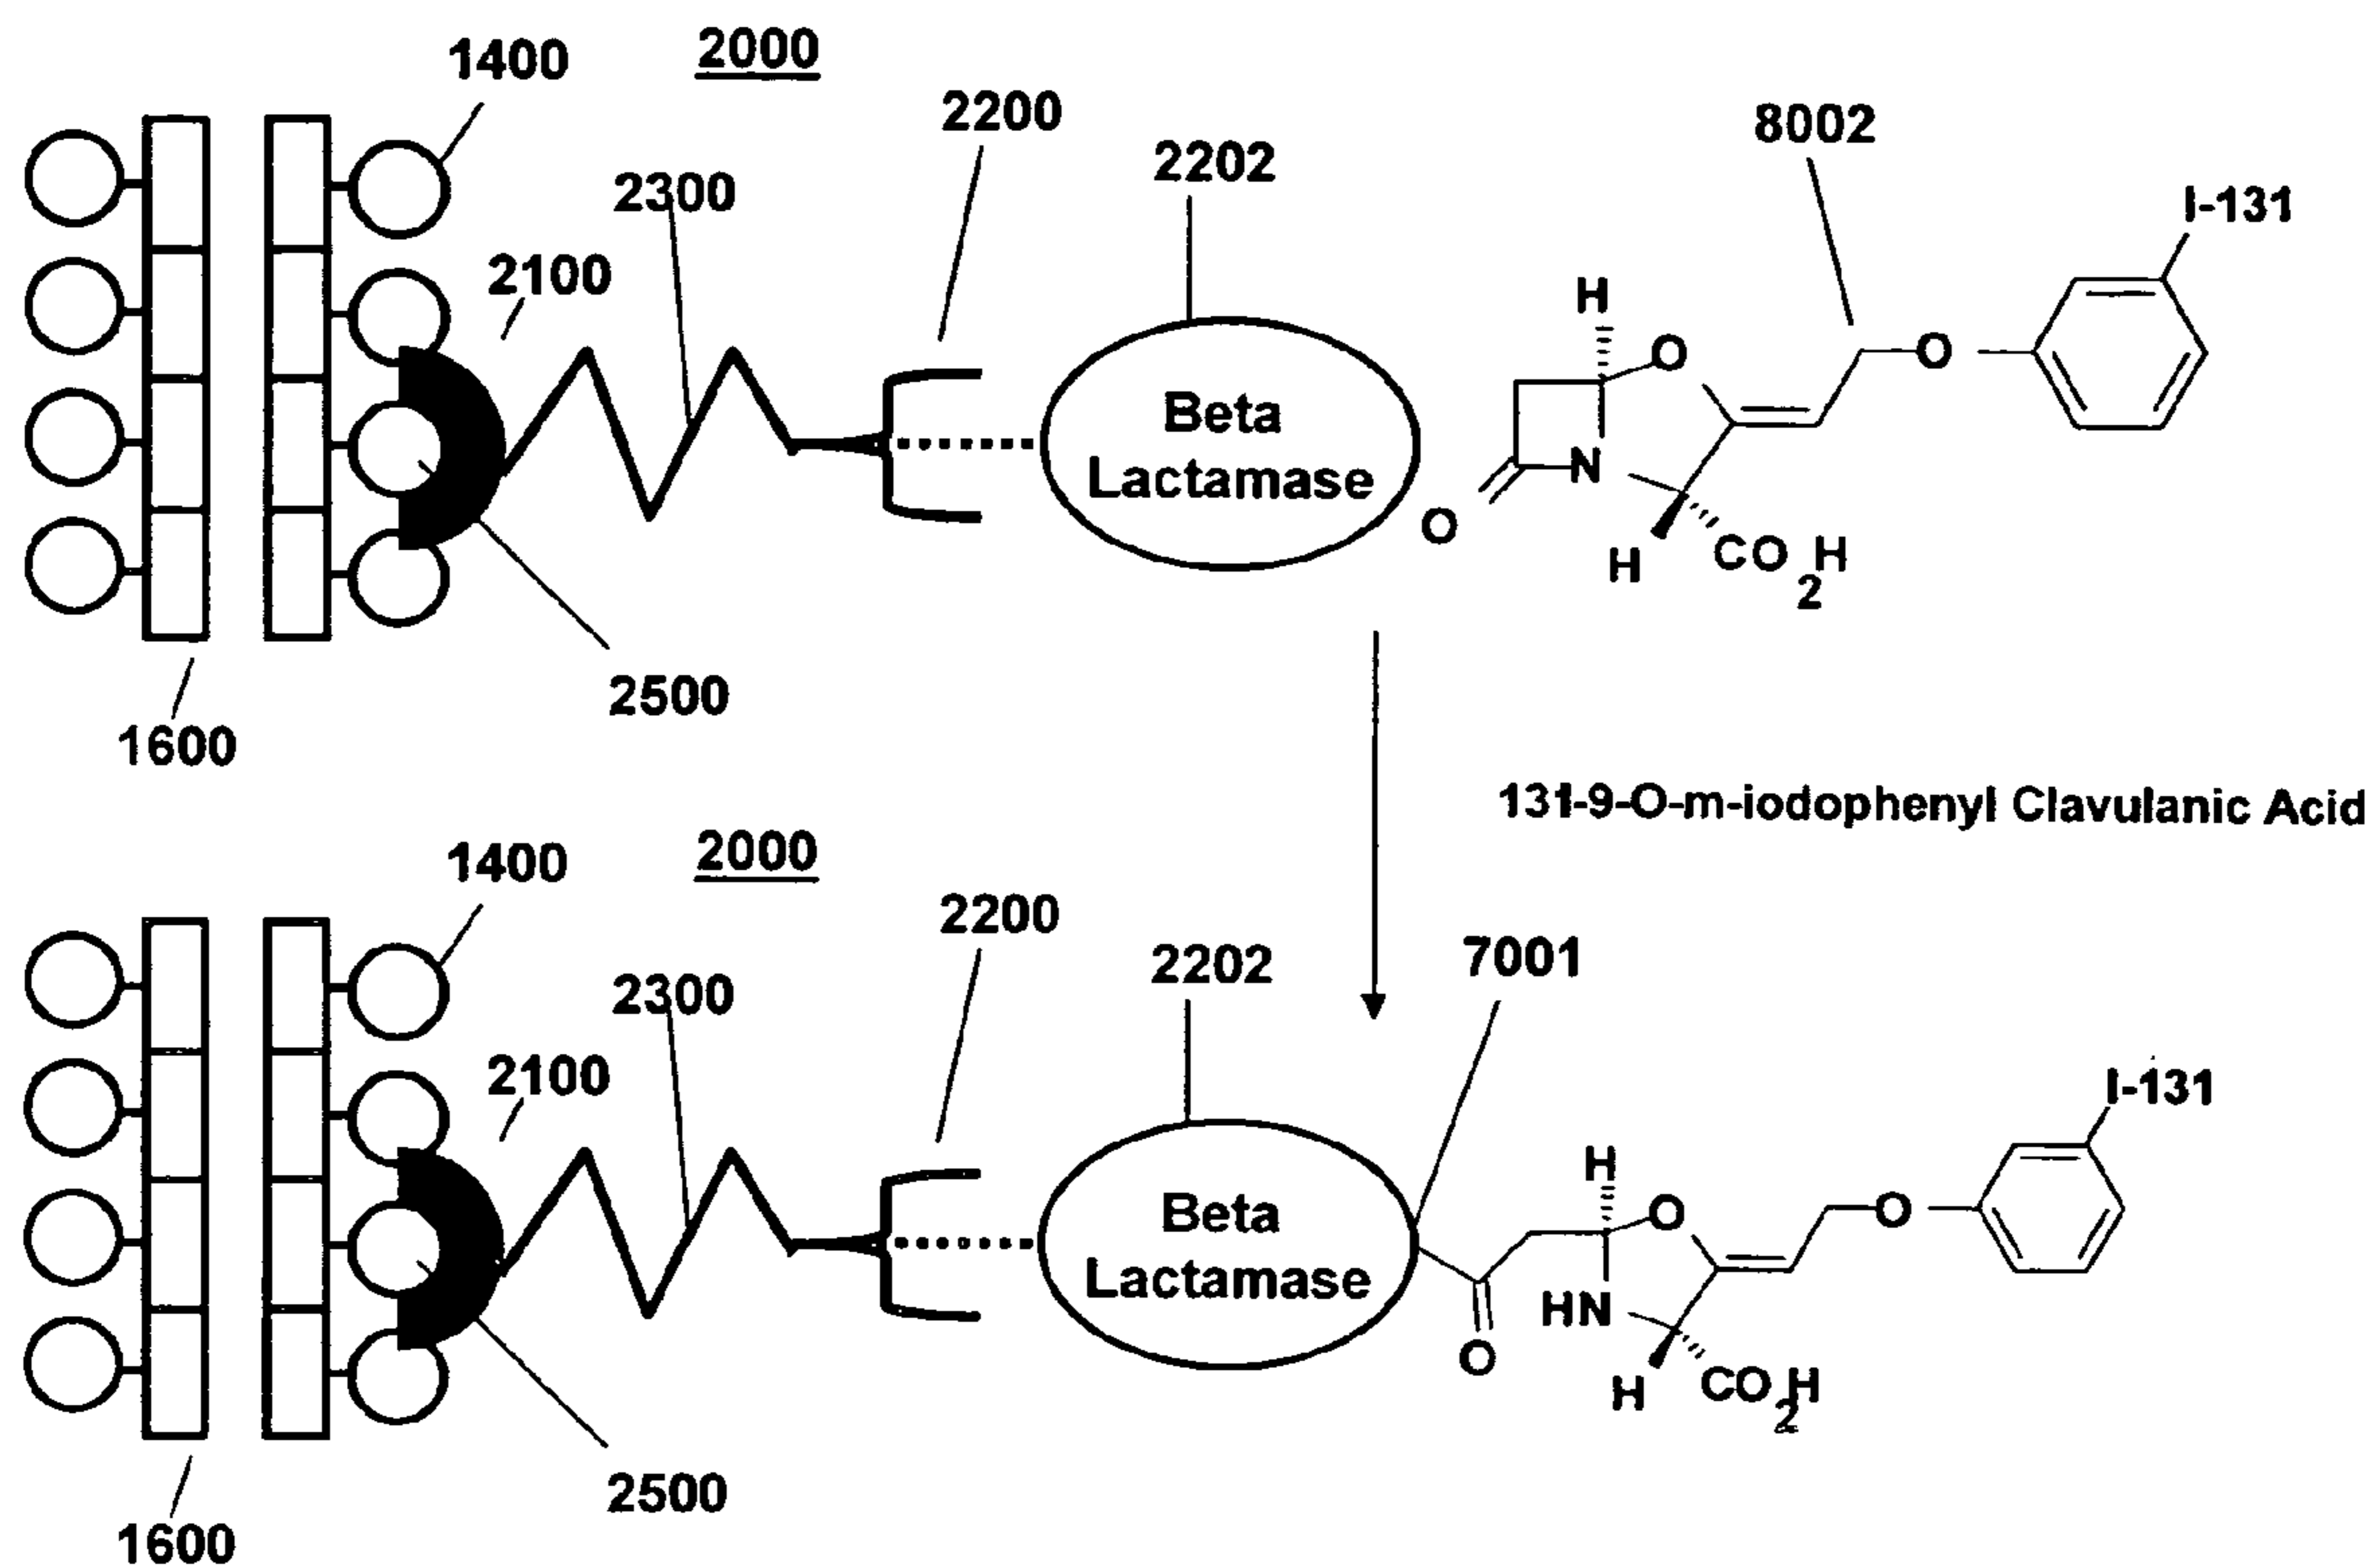 2000
1400
2200
8002
2202
2300
I-131
2100
H
O
O
Beta
N
Lactamase
O
H
CO2H
2500
1600
131-9-O-m-iodophenyl Clavulanic Acid
2000
1400
2200
7001
2202
2300
2100
I-131
H
O
O
Beta
Lactamase
HN
O
H
CO2H
2500
1600